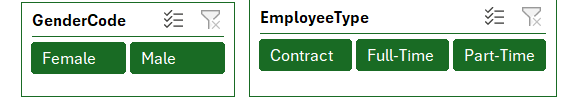 GenderCode
Female Male
EmployeeType
Contract Full-Time Part-Time